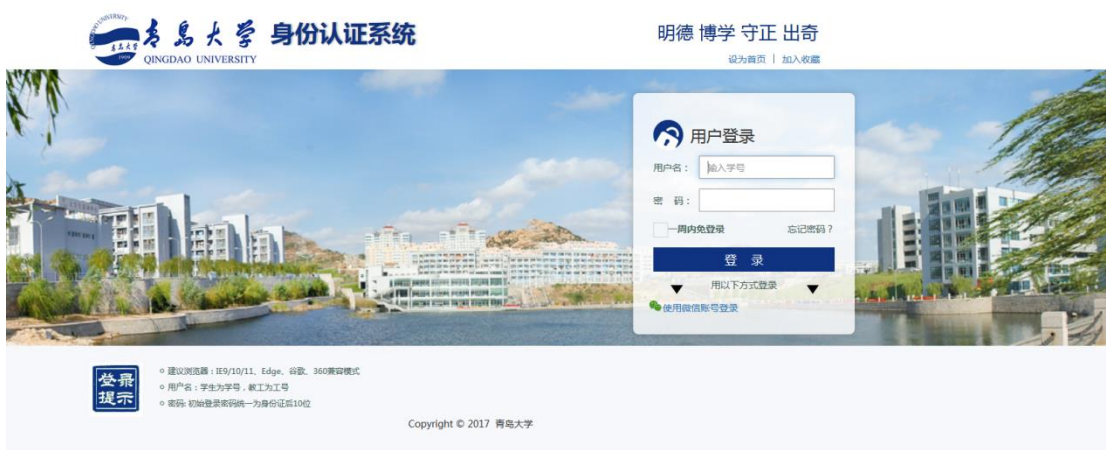 青岛大学 身份认证系统
QINGDAO UNIVERSITY
明德 博学 守正 出奇
设为首页 | 加入收藏
用户登录
用户名： 输入学号
密 码：
一周内免登录 忘记密码？
登 录
用以下方式登录
使用微信账号登录
登录提示
建议浏览器：IE9/10/11、Edge、谷歌、360兼容模式
用户名：学生为学号，教工为工号
密码: 初始登录密码统一为身份证后10位
Copyright © 2017 青岛大学